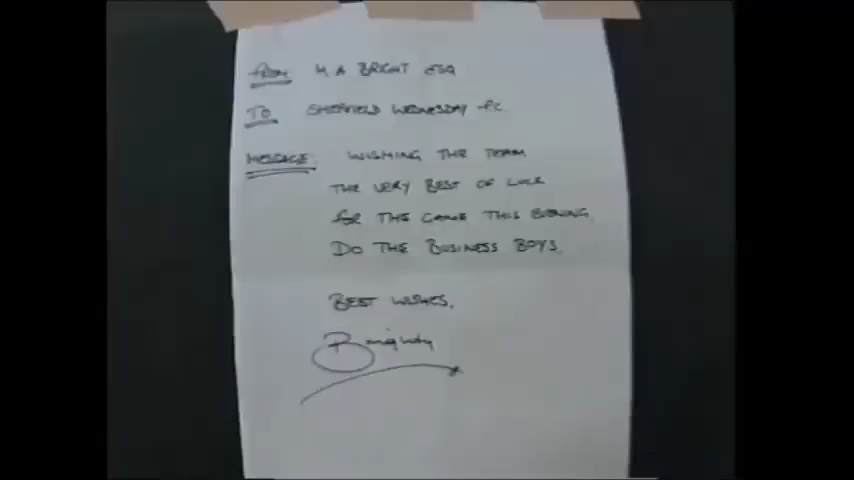 FROM M.A BRIGHT ESQ
TO SHEFFIELD WEDNESDAY FC.
MESSAGE: WISHING THE TEAM
THE VERY BEST OF LUCK
FOR THE GAME THIS EVENING.
DO THE BUSINESS BOYS.
BEST WISHES,
Brighty